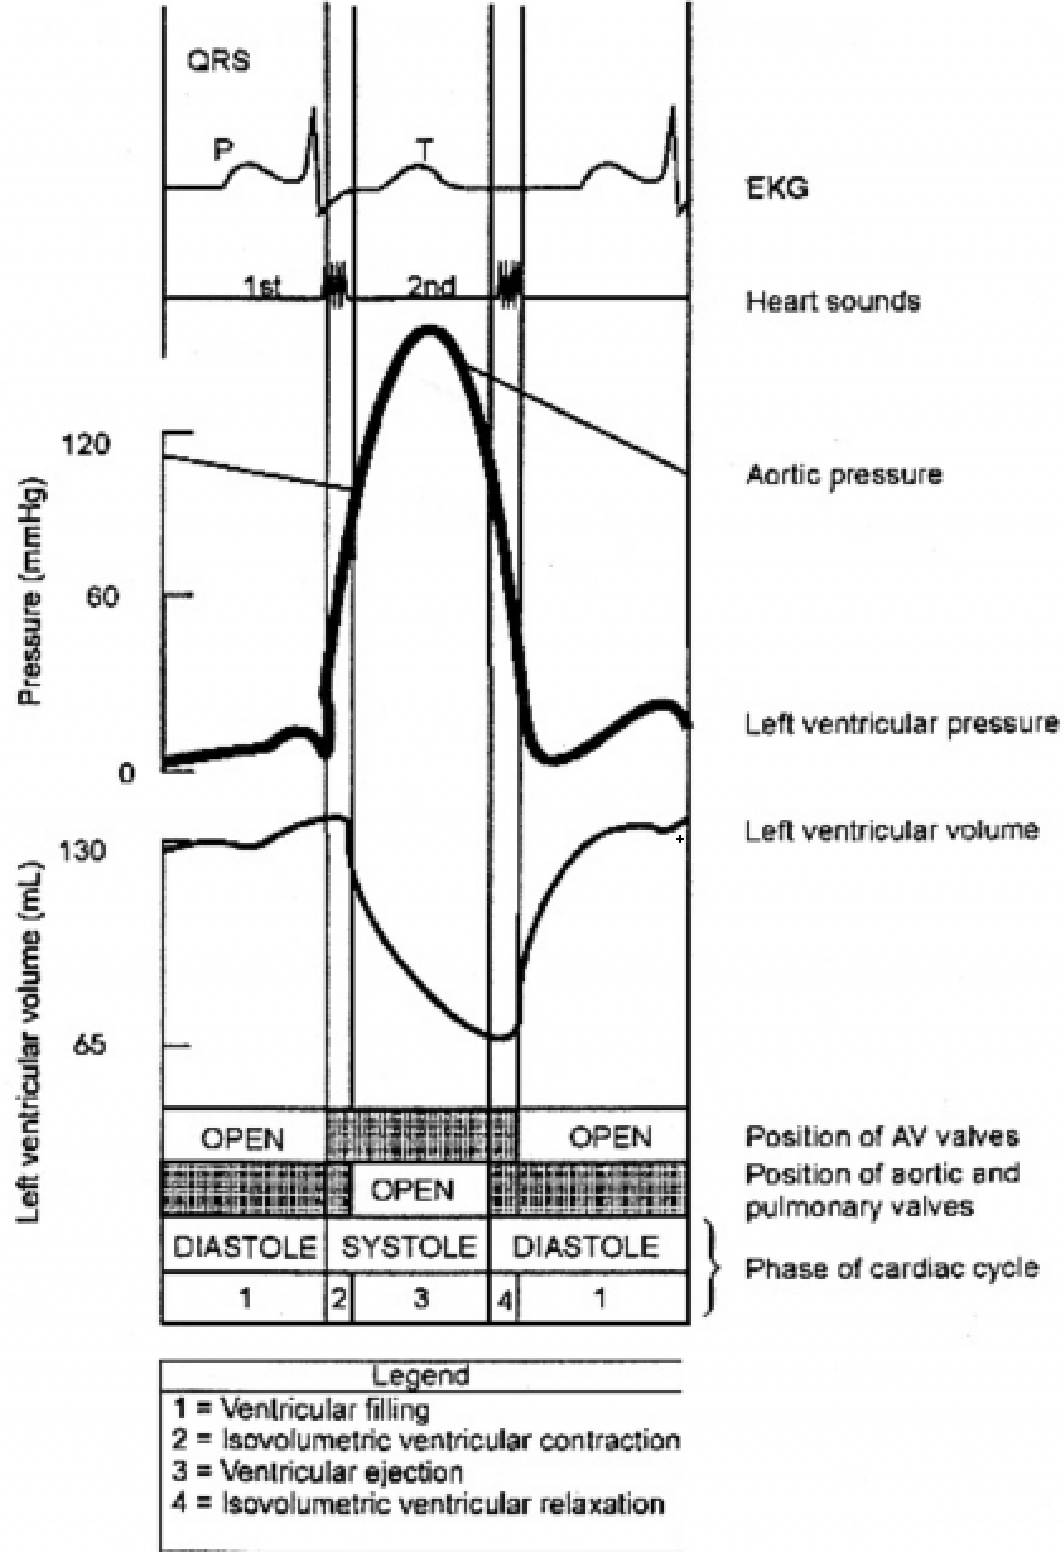 QRS
P
T
EKG
1st
2nd
Heart sounds
120
Aortic pressure
Pressure (mmHg)
60
Left ventricular pressure
0
Left ventricular volume
130
Left ventricular volume (mL)
65
OPEN
OPEN
Position of AV valves
OPEN
Position of aortic and
pulmonary valves
DIASTOLE
SYSTOLE
DIASTOLE
Phase of cardiac cycle
1
2
3
4
1
Legend
1 = Ventricular filling
2 = Isovolumetric ventricular contraction
3 = Ventricular ejection
4 = Isovolumetric ventricular relaxation